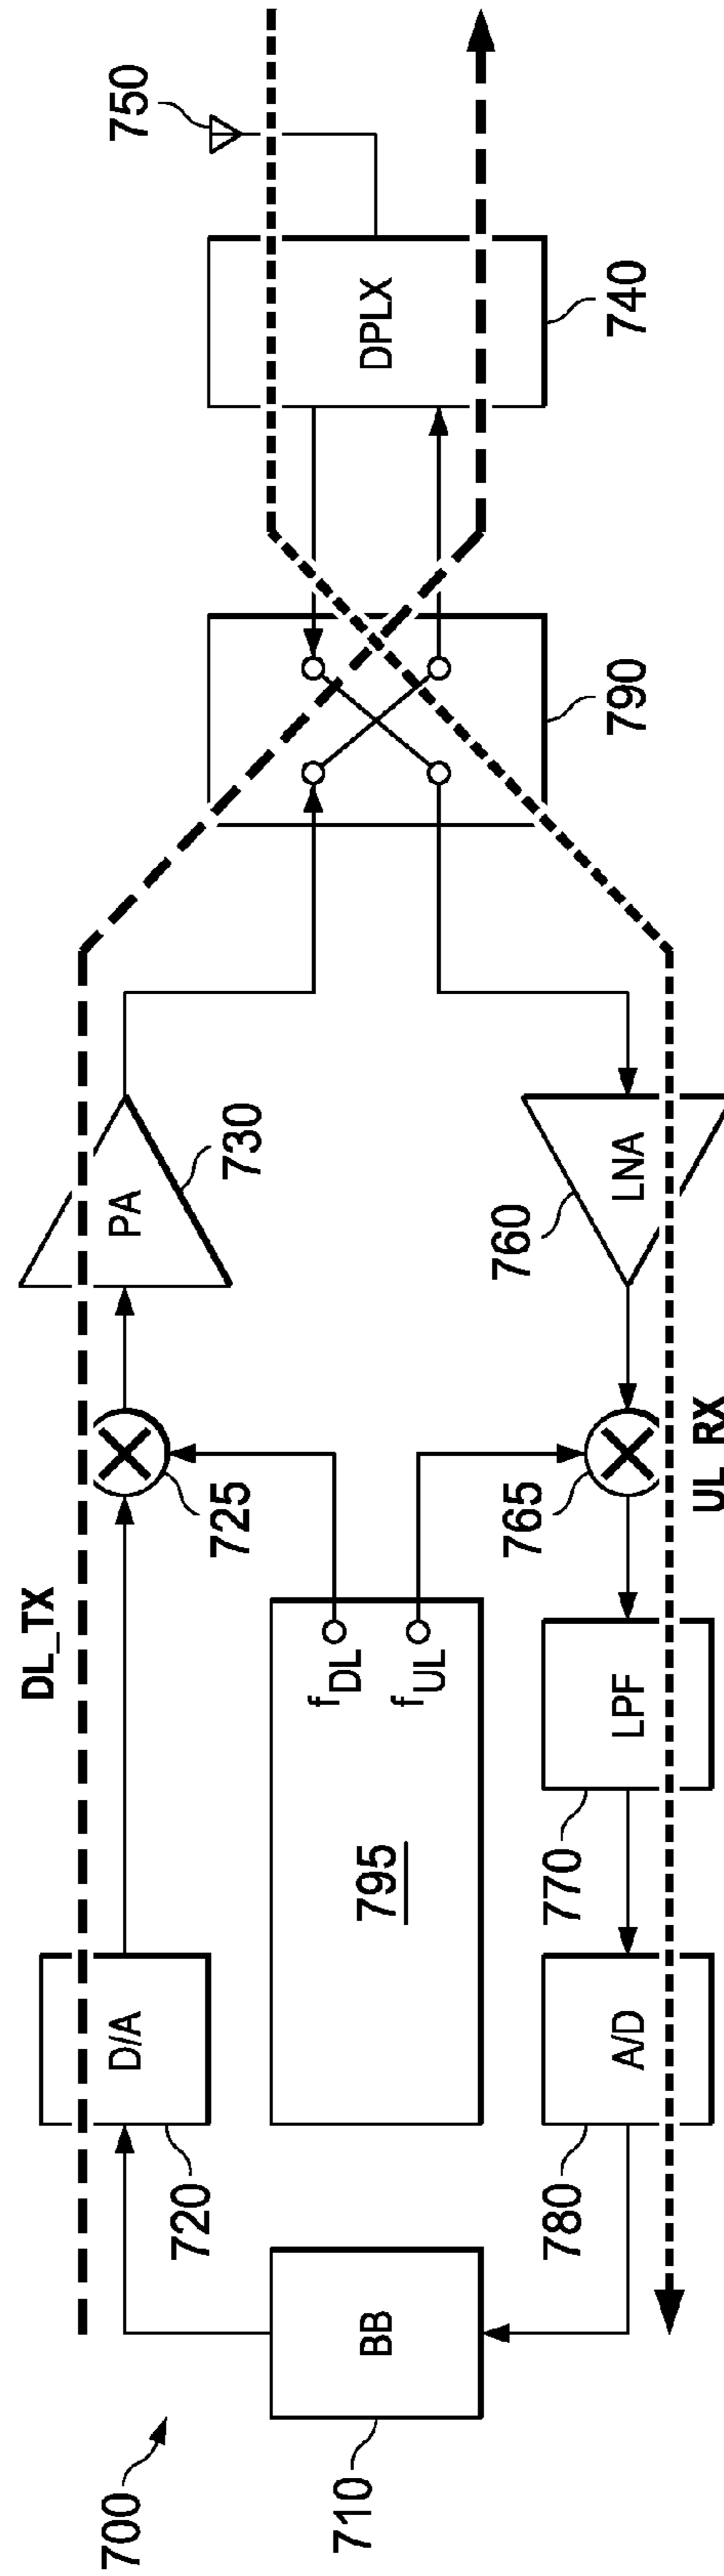 700
DL_TX
BB
710
D/A
720
795
f_DL
f_UL
725
PA
730
790
DPLX
740
750
LNA
760
765
LPF
770
A/D
780
UL_RX